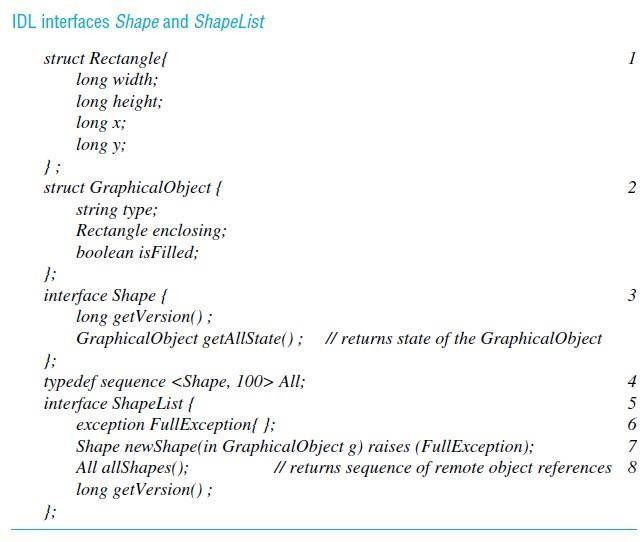 IDL interfaces Shape and ShapeList
struct Rectangle{ 1
long width;
long height;
long x;
long y;
} ;
struct GraphicalObject { 2
string type;
Rectangle enclosing;
boolean isFilled;
};
interface Shape { 3
long getVersion() ;
GraphicalObject getAllState() ; // returns state of the GraphicalObject
};
typedef sequence <Shape, 100> All; 4
interface ShapeList { 5
exception FullException{ }; 6
Shape newShape(in GraphicalObject g) raises (FullException); 7
All allShapes(); // returns sequence of remote object references 8
long getVersion() ;
};